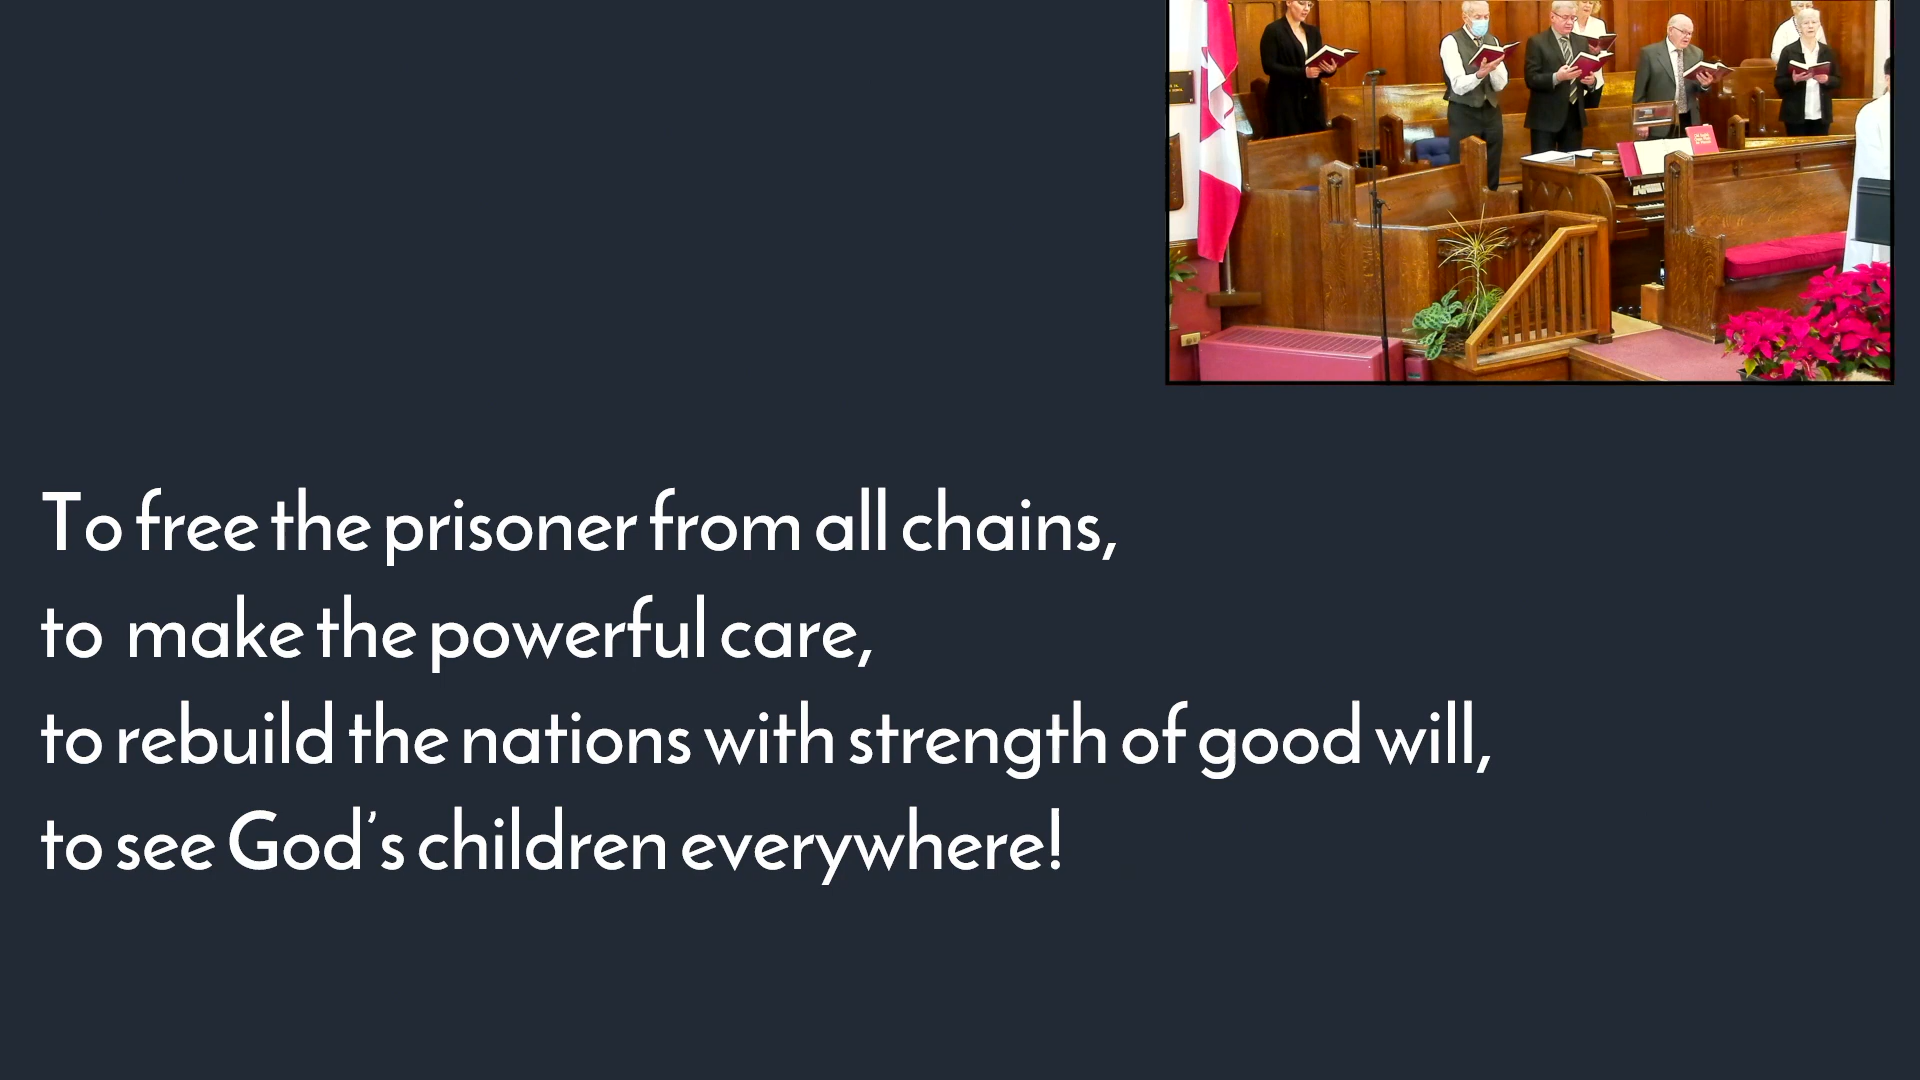 To free the prisoner from all chains,
to make the powerful care,
to rebuild the nations with strength of good will,
to see God's children everywhere!